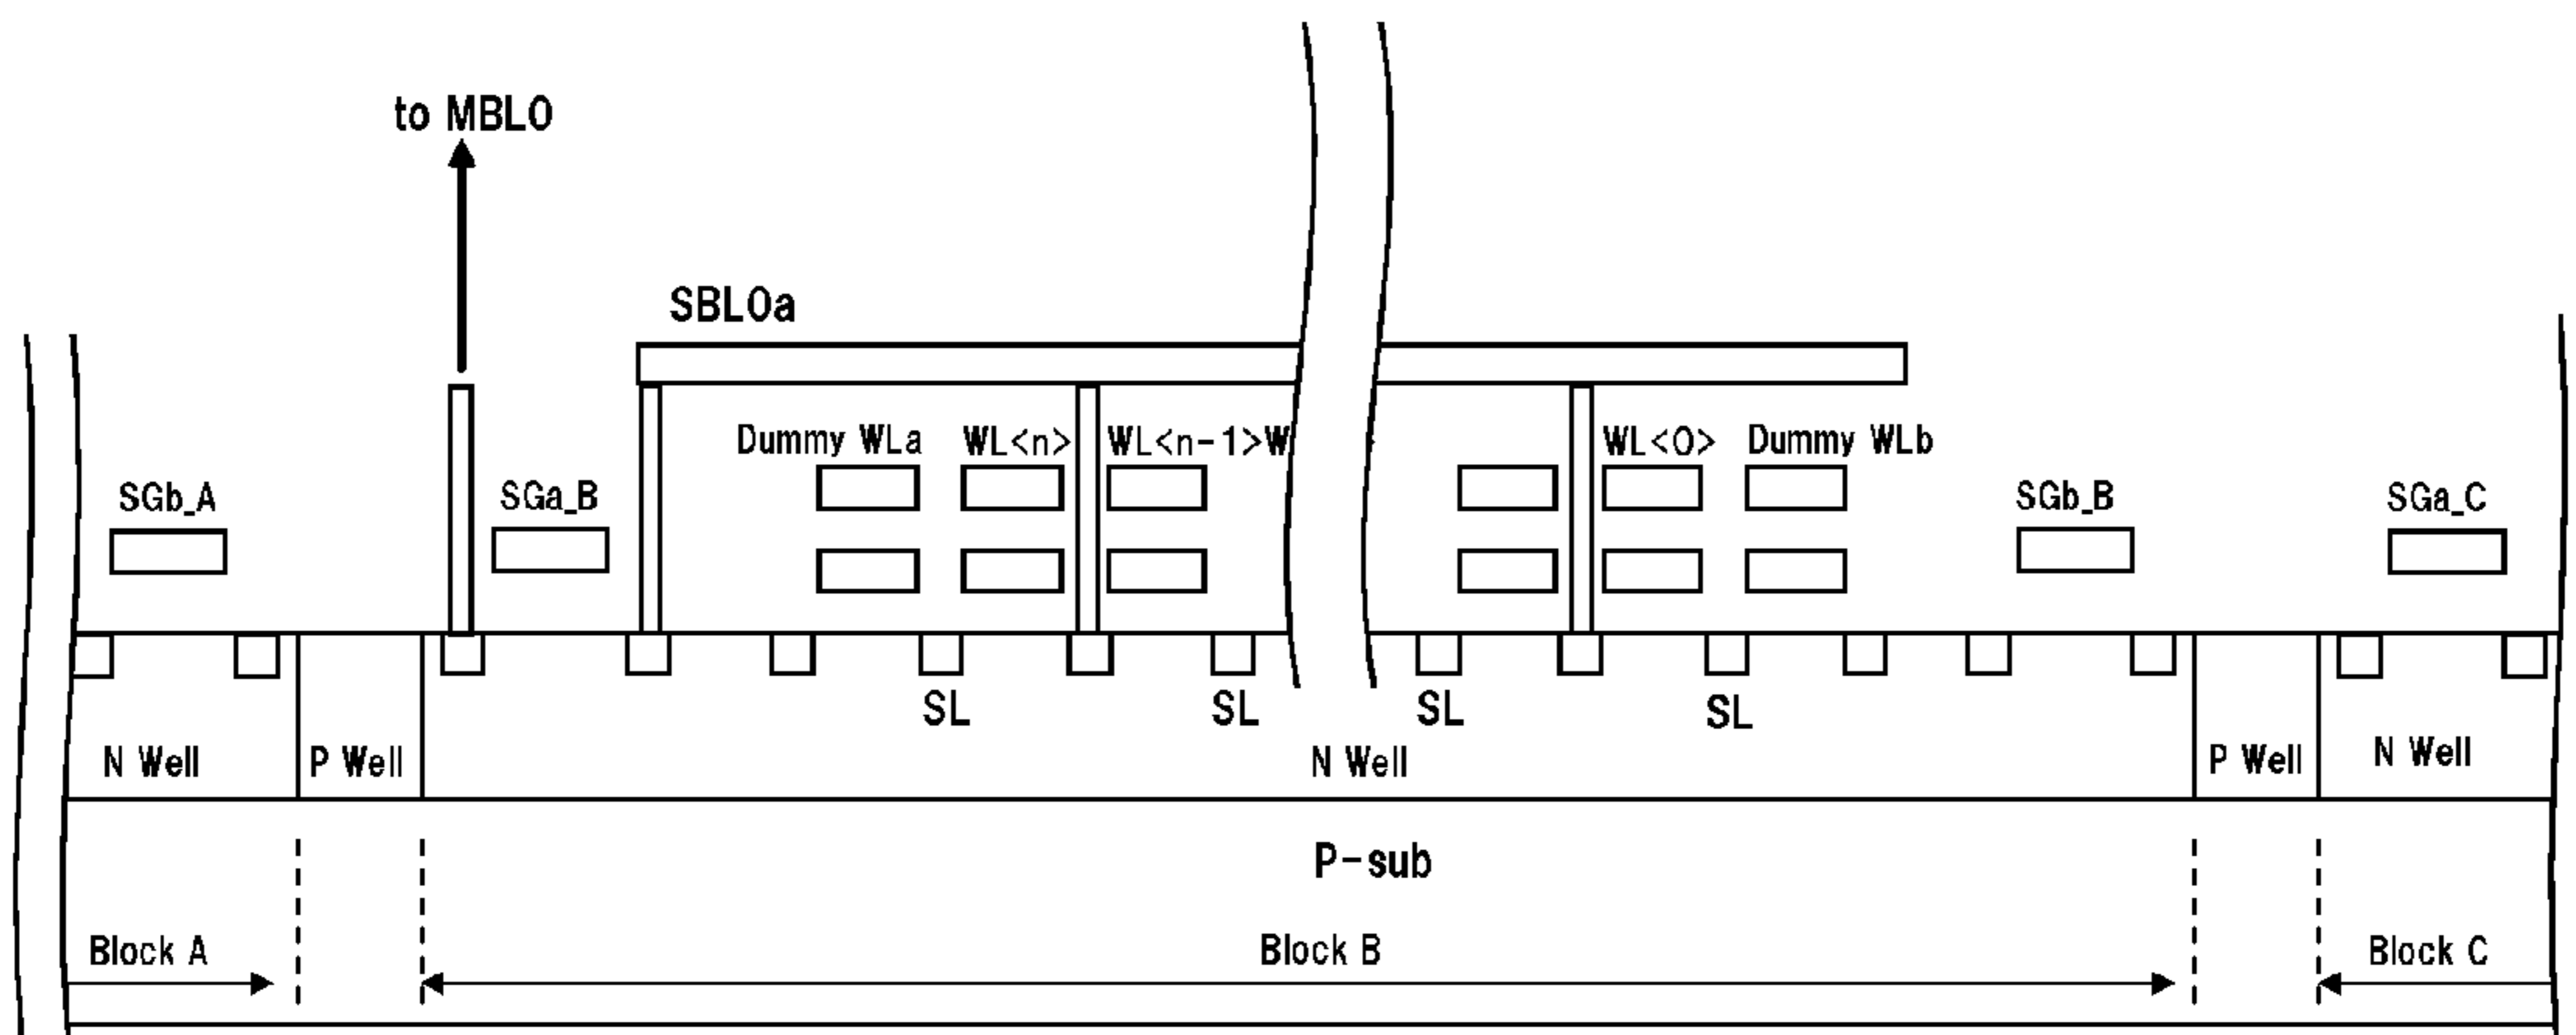 to MBL0
SBL0a
Dummy WLa WL<n> WL<n-1>W WL<0> Dummy WLb
SGb_A SGa_B SGb_B SGa_C
SL SL SL SL
N Well P Well N Well P Well N Well
P-sub
Block A Block B Block C